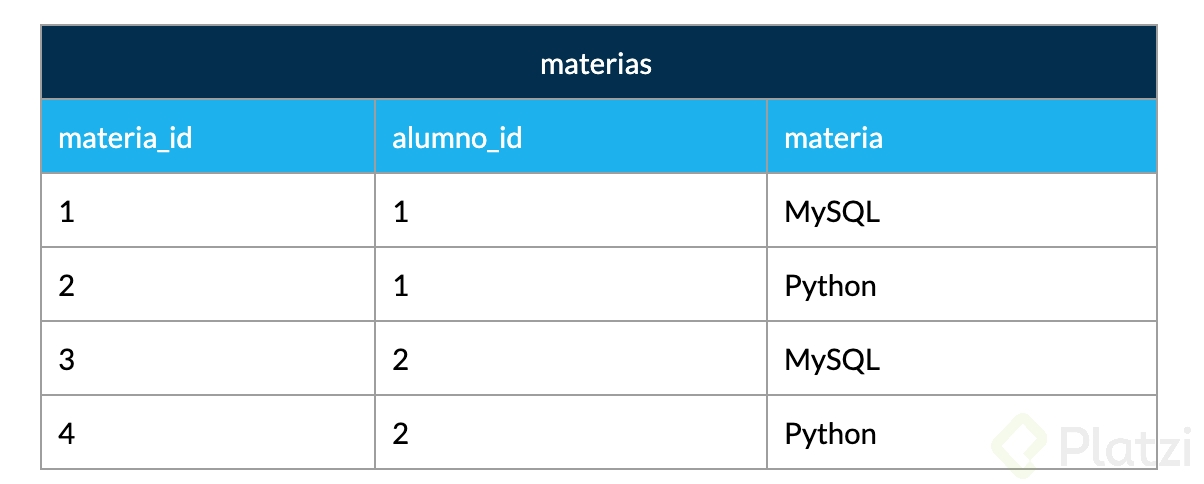 materias
materia_id alumno_id materia
1 1 MySQL
2 1 Python
3 2 MySQL
4 2 Python
Platzi